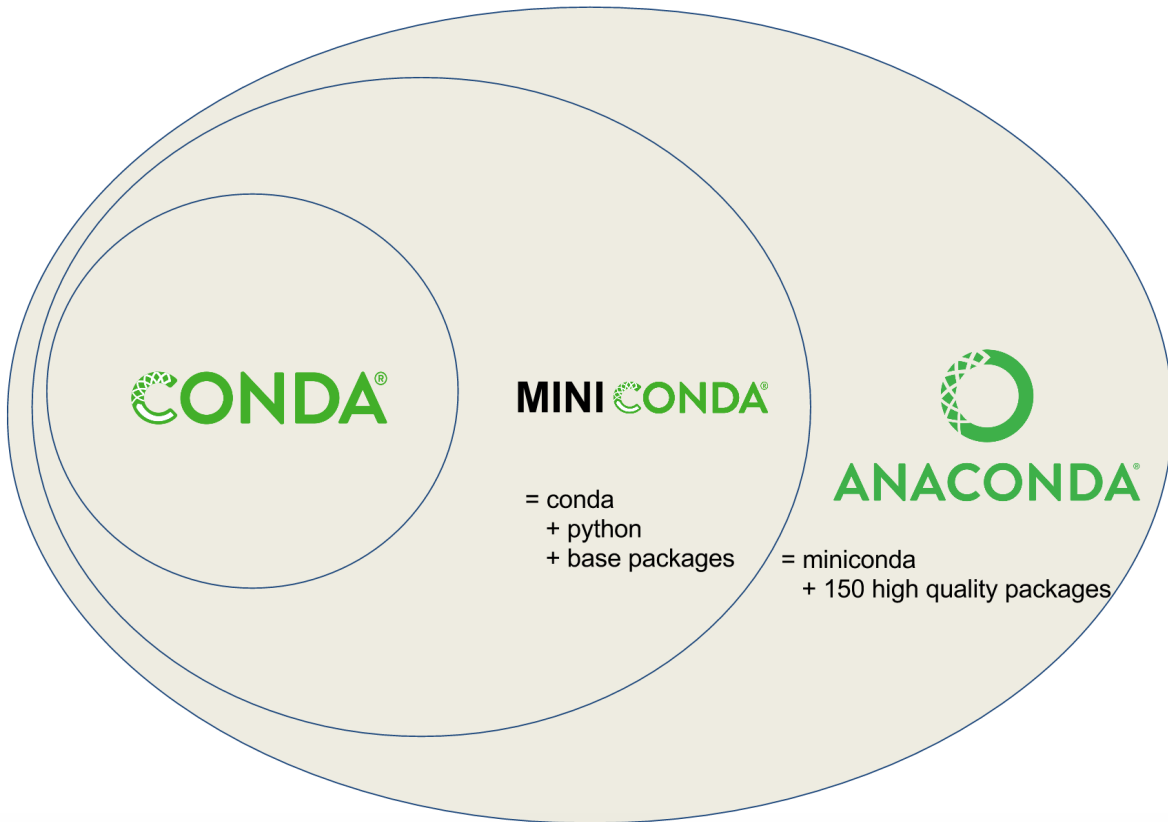 CONDA®
MINI CONDA®
= conda
+ python
+ base packages
ANACONDA®
= miniconda
+ 150 high quality packages